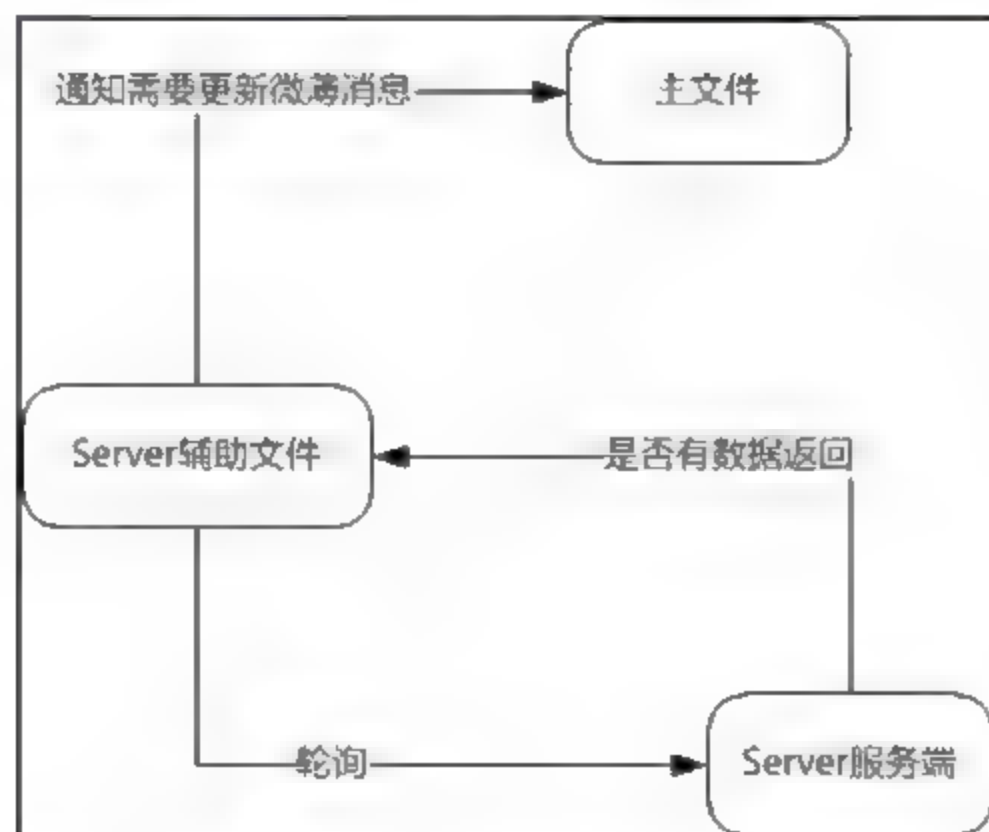 通知需要更新微薄消息
主文件
Server辅助文件
是否有数据返回
轮询
Server服务端